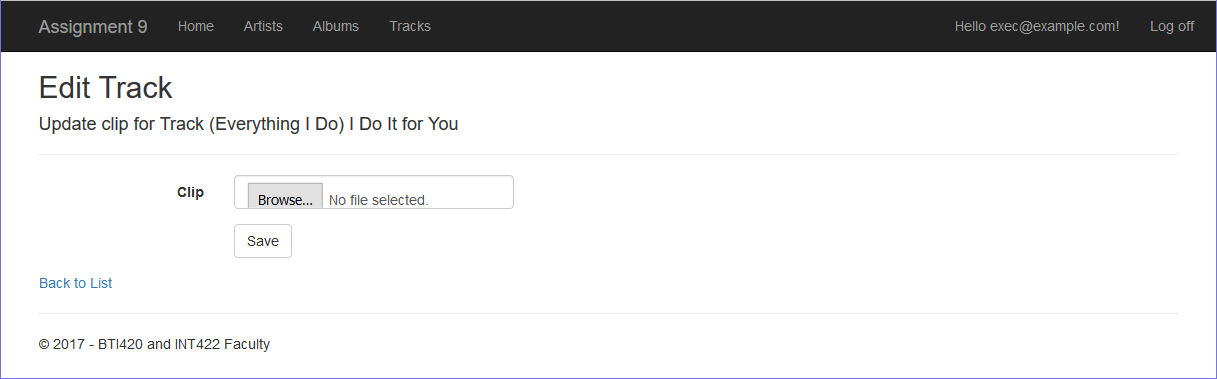 Assignment 9 Home Artists Albums Tracks Hello exec@example.com! Log off
Edit Track
Update clip for Track (Everything I Do) I Do It for You
Clip Browse... No file selected.
Save
Back to List
© 2017 - BTI420 and INT422 Faculty